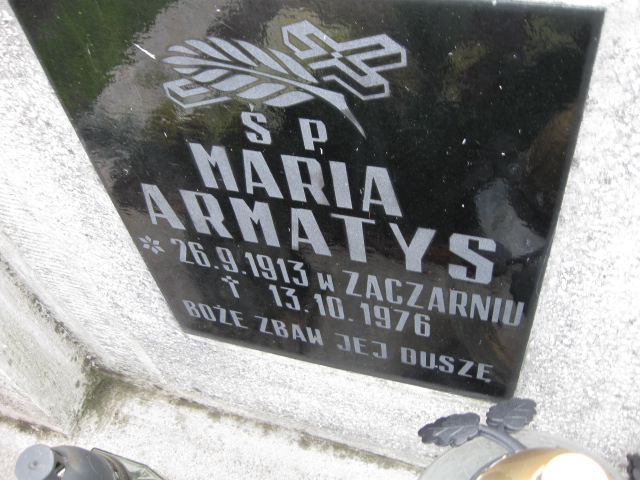 Ś P
MARIA
ARMATYS
* 26.9.1913 W ZACZARNIU
† 13.10.1976
BOŻE ZBAW JEJ DUSZĘ